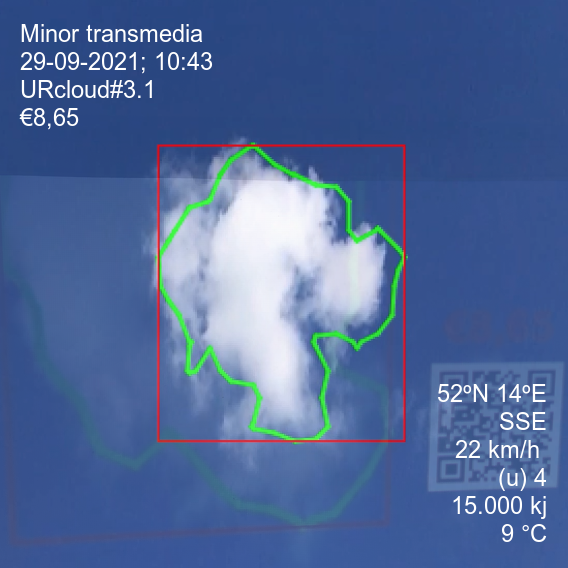 Minor transmedia
29-09-2021; 10:43
URcloud#3.1
€8,65
52ºN 14ºE
SSE
22 km/h
(u) 4
15.000 kj
9 °C